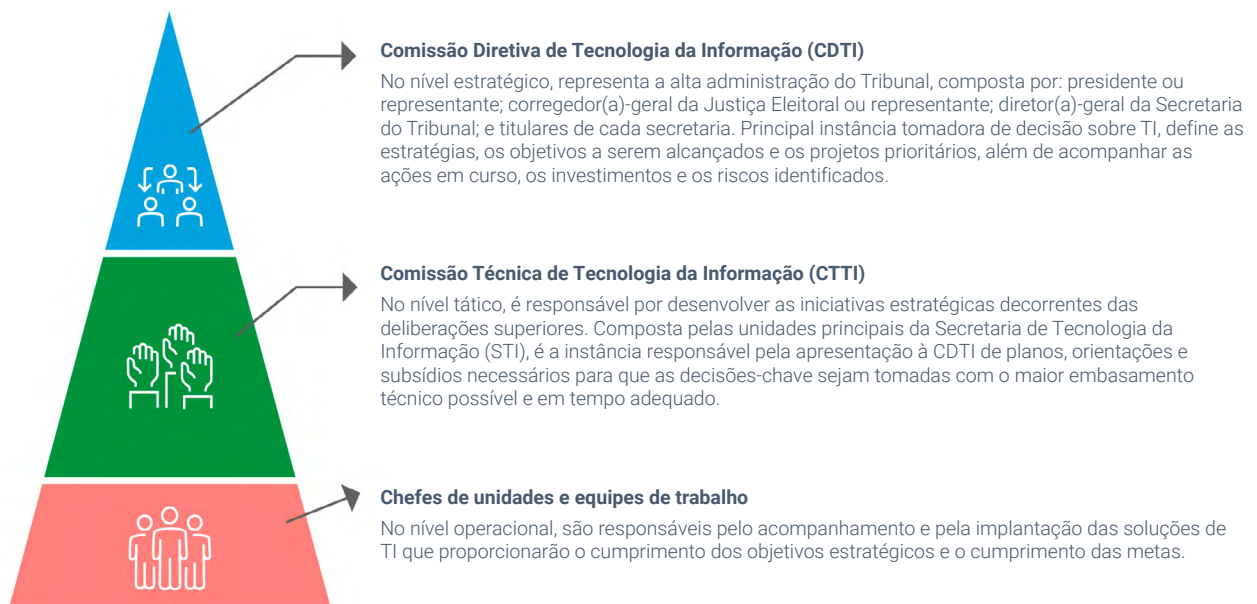 Comissão Diretiva de Tecnologia da Informação (CDTI)
No nível estratégico, representa a alta administração do Tribunal, composta por: presidente ou
representante; corregedor(a)-geral da Justiça Eleitoral ou representante; diretor(a)-geral da Secretaria
do Tribunal; e titulares de cada secretaria. Principal instância tomadora de decisão sobre TI, define as
estratégias, os objetivos a serem alcançados e os projetos prioritários, além de acompanhar as
ações em curso, os investimentos e os riscos identificados.
Comissão Técnica de Tecnologia da Informação (CTTI)
No nível tático, é responsável por desenvolver as iniciativas estratégicas decorrentes das
deliberações superiores. Composta pelas unidades principais da Secretaria de Tecnologia da
Informação (STI), é a instância responsável pela apresentação à CDTI de planos, orientações e
subsídios necessários para que as decisões-chave sejam tomadas com o maior embasamento
técnico possível e em tempo adequado.
Chefes de unidades e equipes de trabalho
No nível operacional, são responsáveis pelo acompanhamento e pela implantação das soluções de
TI que proporcionarão o cumprimento dos objetivos estratégicos e o cumprimento das metas.